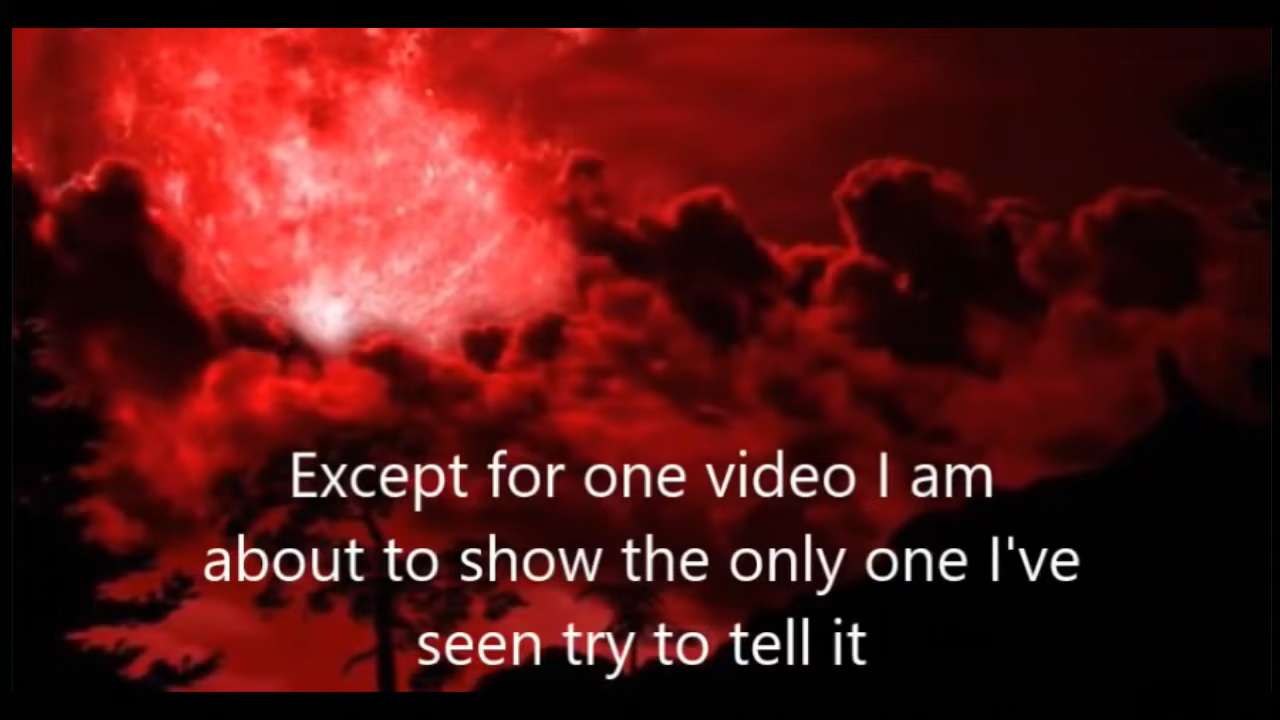 Except for one video I am
about to show the only one I've
seen try to tell it